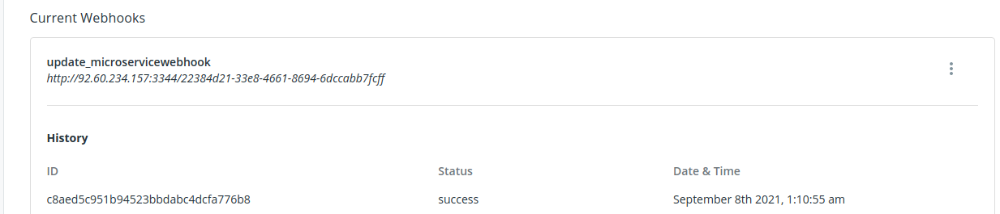 Current Webhooks
update_microservicewebhook
http://92.60.234.157:3344/22384d21-33e8-4661-8694-6dccabb7fcff
History
ID Status Date & Time
c8aed5c951b94523bbdabc4dcfa776b8 success September 8th 2021, 1:10:55 am